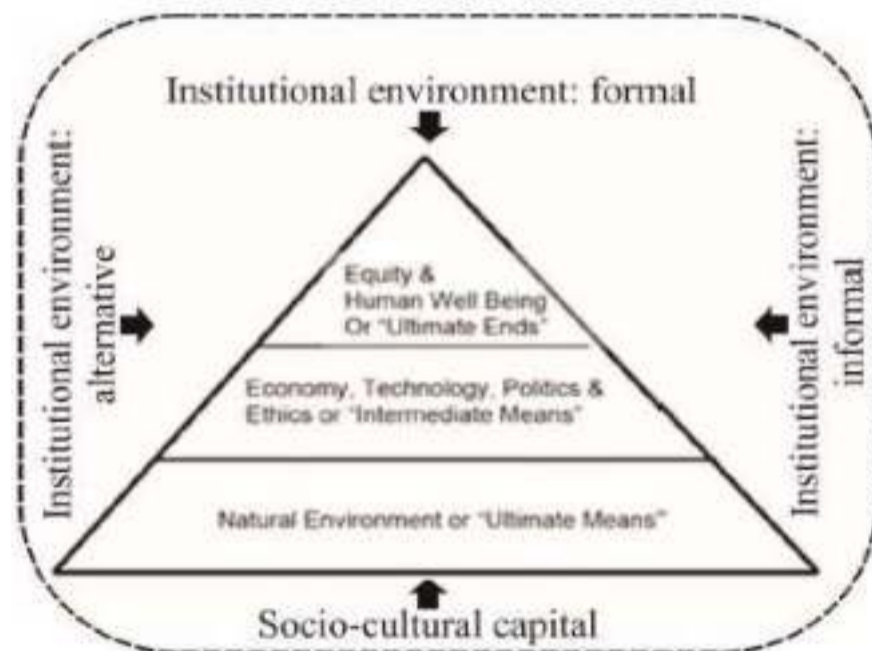 Institutional environment: formal
Institutional environment:
alternative
Equity &
Human Well Being
Or "Ultimate Ends"
Economy, Technology, Politics &
Ethics or "Intermediate Means"
Natural Environment or "Ultimate Means"
Institutional environment:
informal
Socio-cultural capital